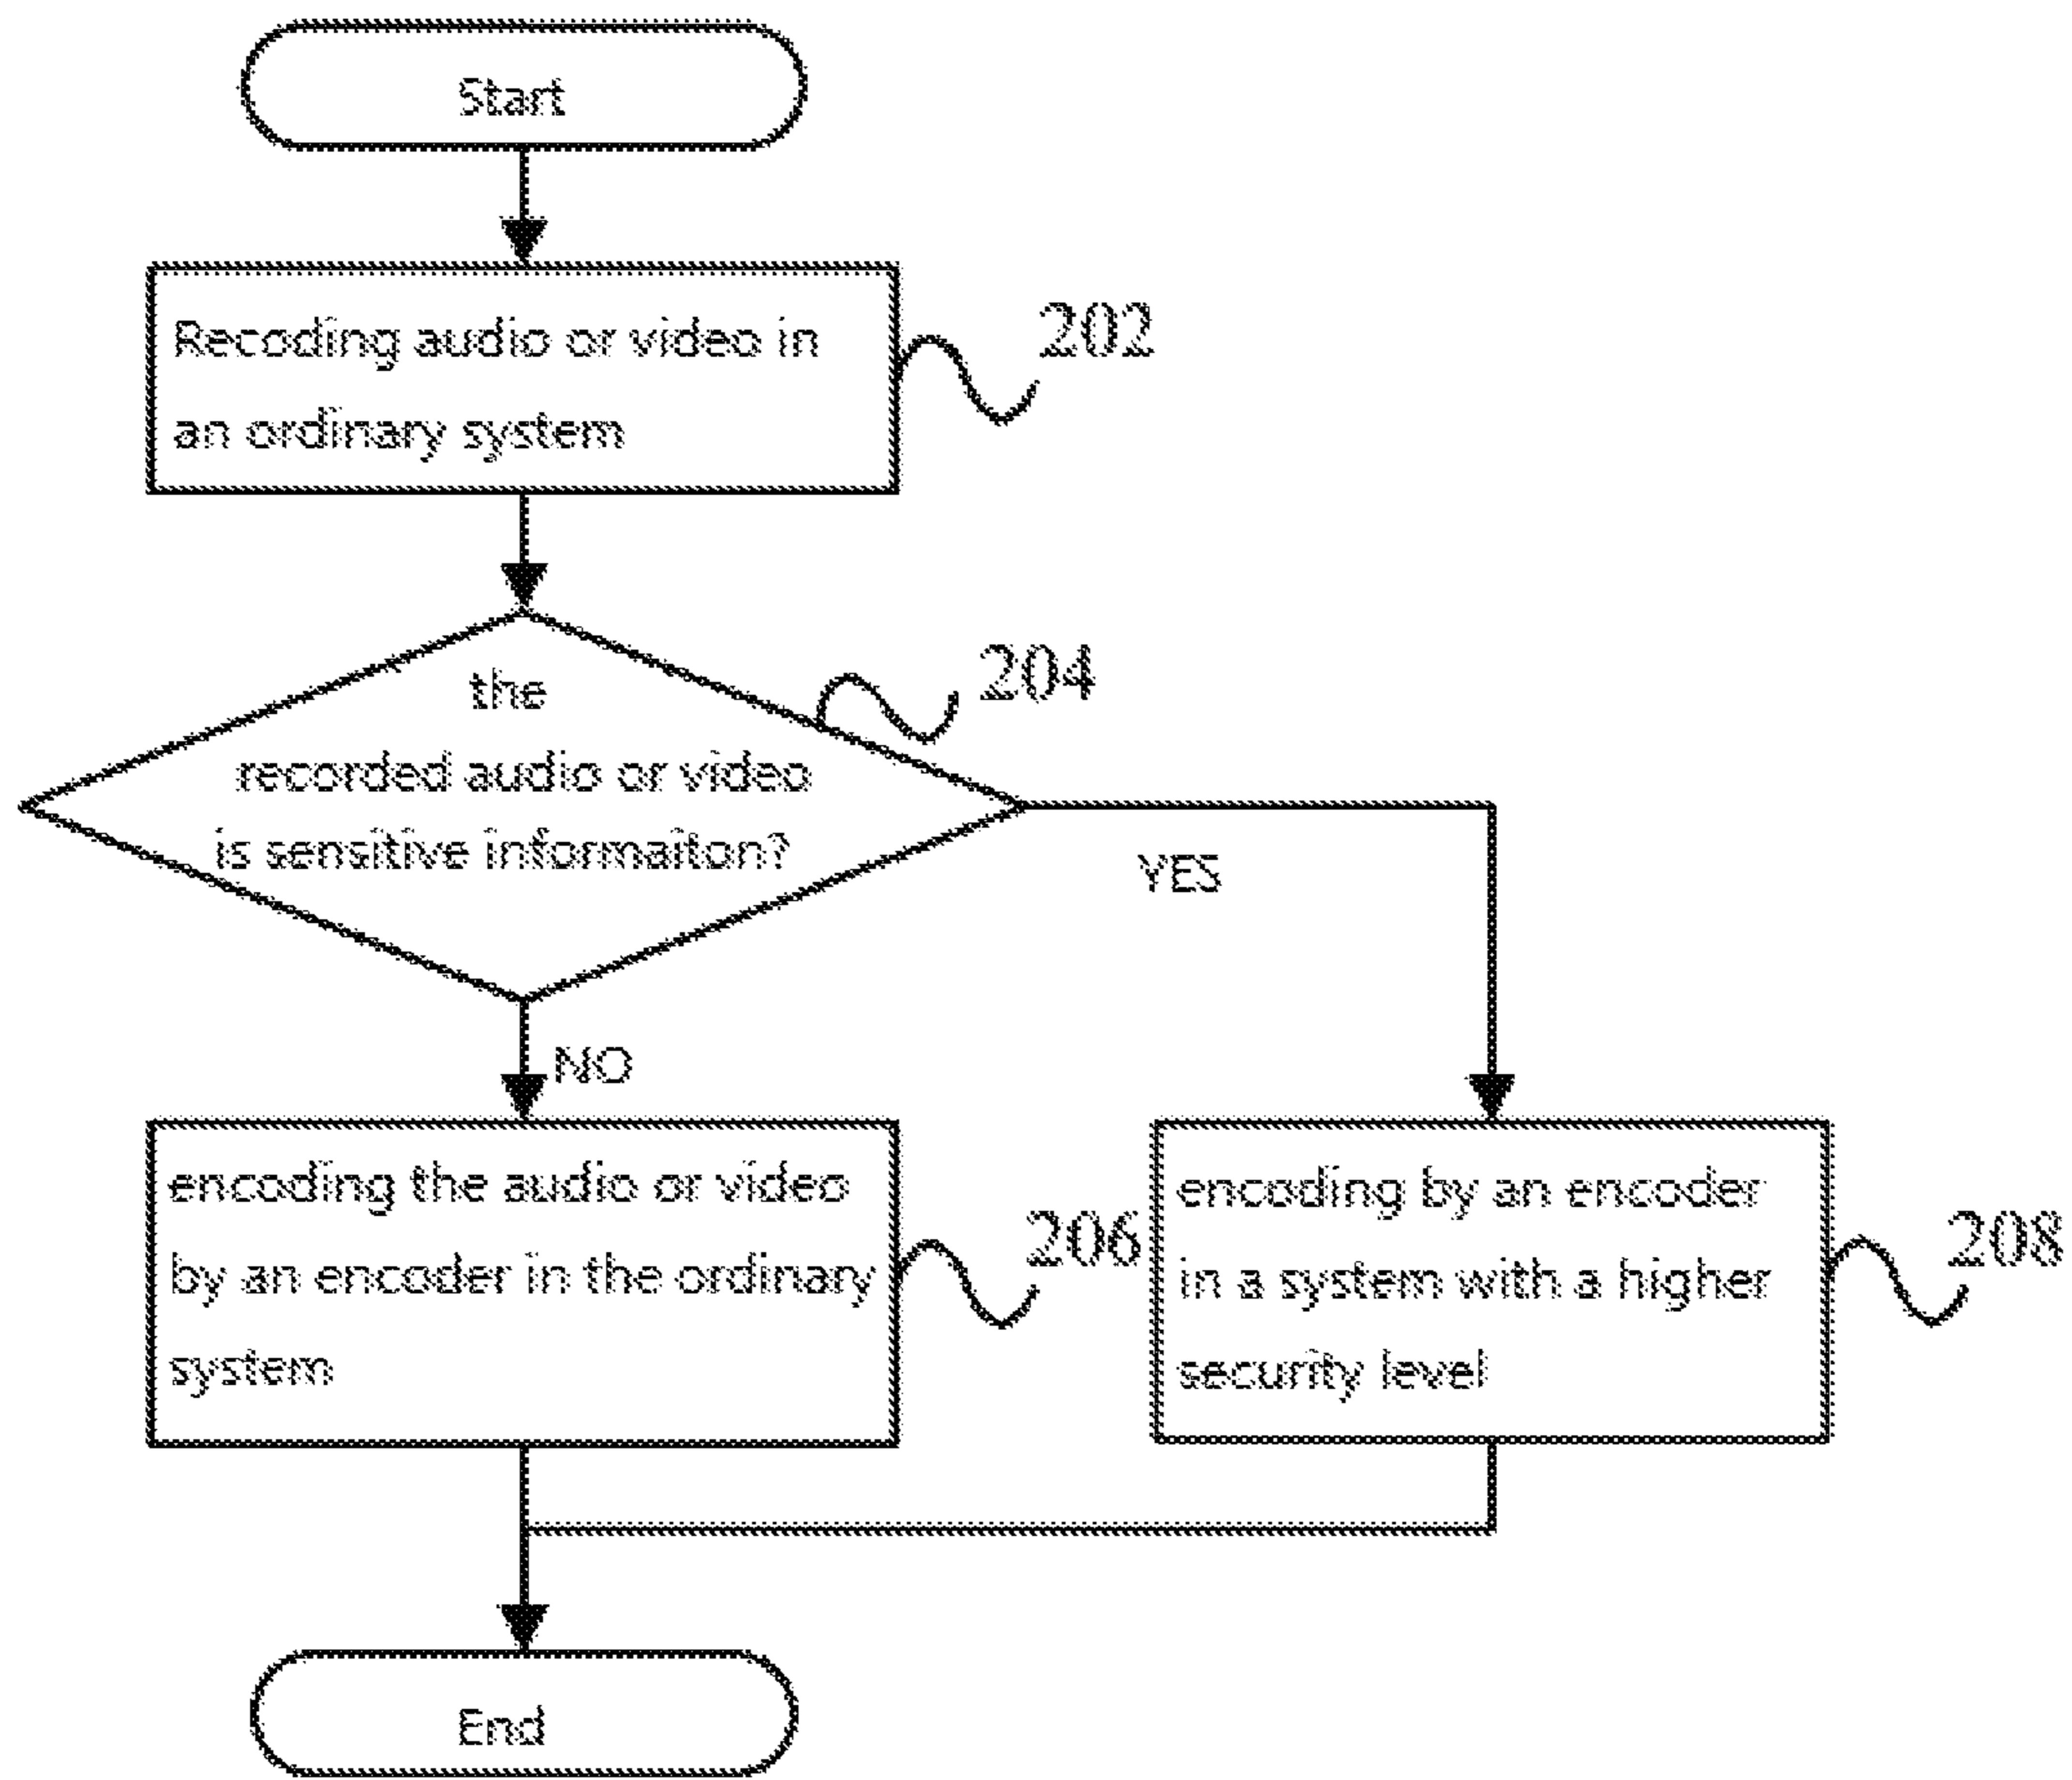 Start
Recoding audio or video in
an ordinary system
202
the
recorded audio or video
is sensitive informaiton?
204
YES
NO
encoding the audio or video
by an encoder in the ordinary
system
206
encoding by an encoder
in a system with a higher
security level
208
End